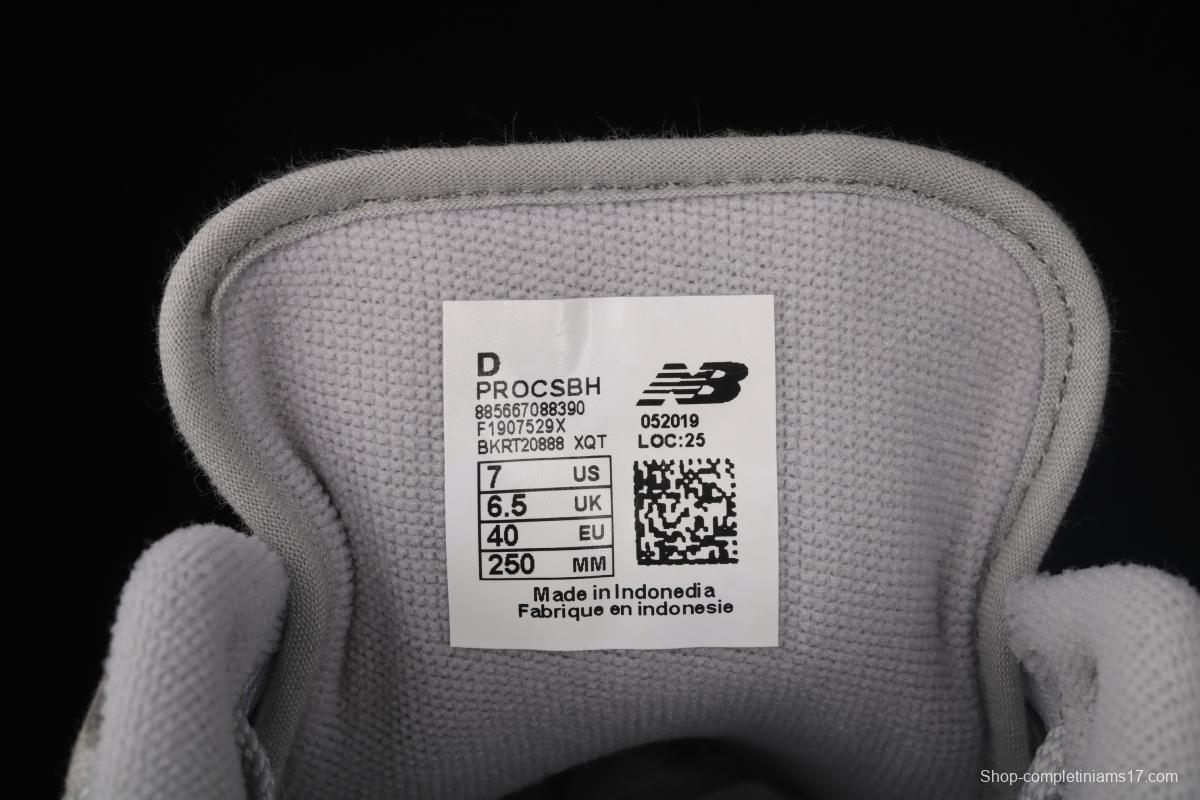 D
PROCSBH
885667088390
F1907529X
BKRT20888 XQT
7 US
6.5 UK
40 EU
250 MM
NB
052019
LOC:25
Made in Indonedia
Fabrique en indonesie
Shop-completiniams17.com